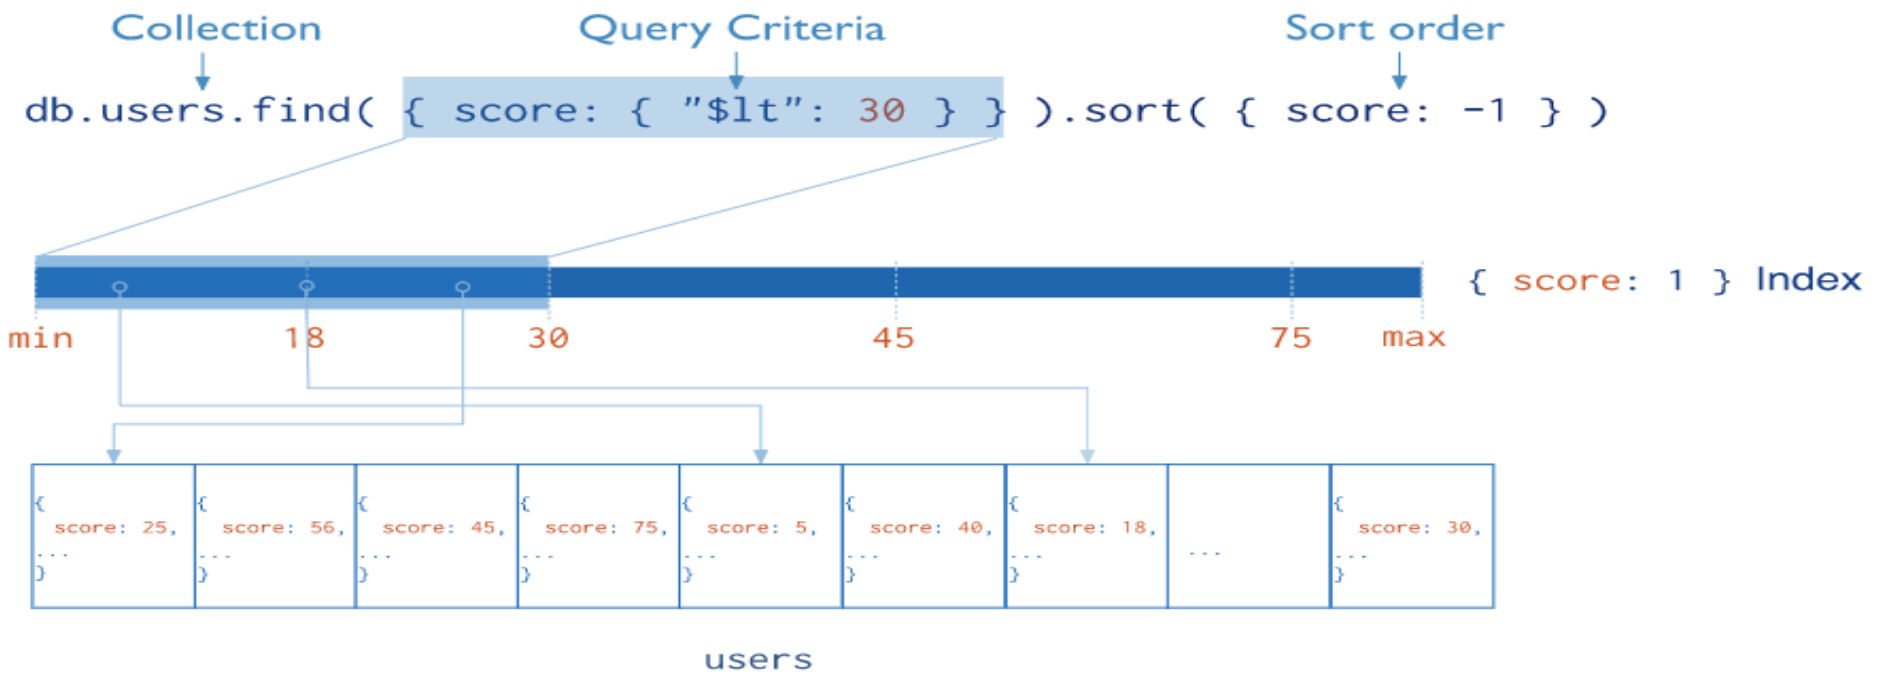 Collection Query Criteria Sort order
db.users.find( { score: { "$lt": 30 } } ).sort( { score: -1 } )
{ score: 1 } Index
min 18 30 45 75 max
{ { { { { { { {
score: 25, score: 56, score: 45, score: 75, score: 5, score: 40, score: 18, score: 30,
... ... ... ... ... ... ... ... ...
} } } } } } } }
users